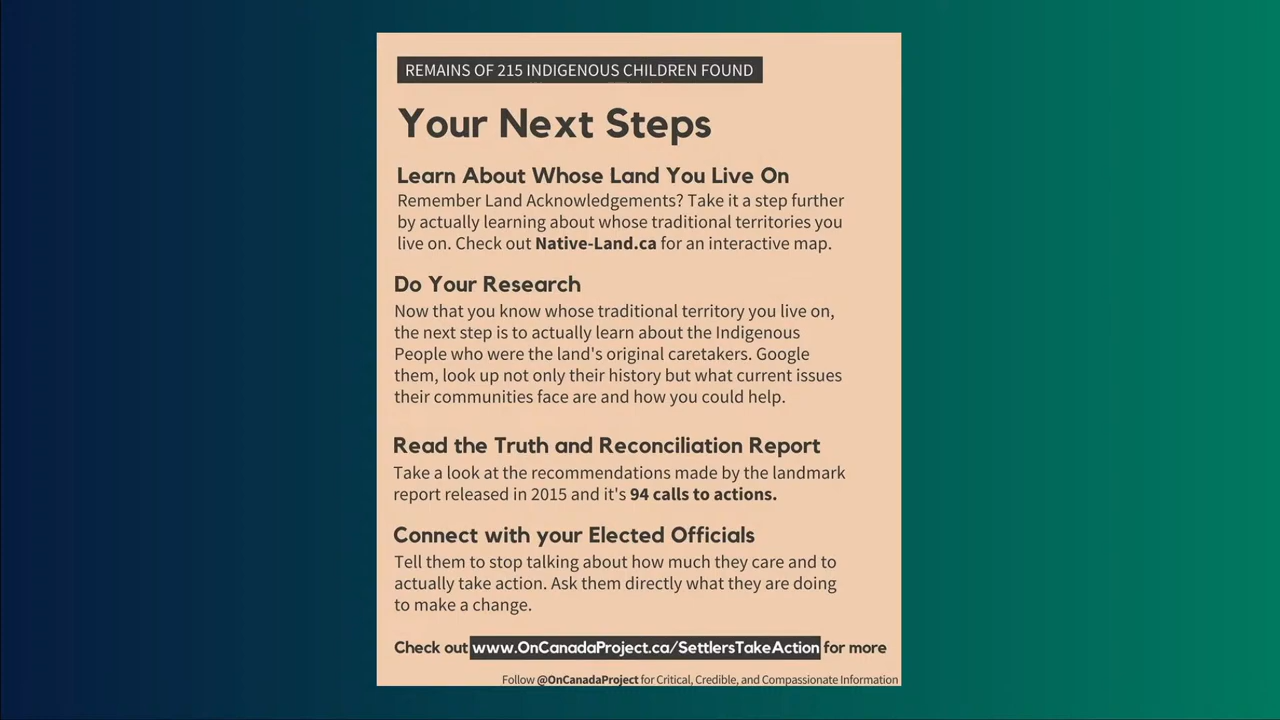 REMAINS OF 215 INDIGENOUS CHILDREN FOUND
Your Next Steps
Learn About Whose Land You Live On
Remember Land Acknowledgements? Take it a step further
by actually learning about whose traditional territories you
live on. Check out Native-Land.ca for an interactive map.
Do Your Research
Now that you know whose traditional territory you live on,
the next step is to actually learn about the Indigenous
People who were the land's original caretakers. Google
them, look up not only their history but what current issues
their communities face are and how you could help.
Read the Truth and Reconciliation Report
Take a look at the recommendations made by the landmark
report released in 2015 and it's 94 calls to actions.
Connect with your Elected Officials
Tell them to stop talking about how much they care and to
actually take action. Ask them directly what they are doing
to make a change.
Check out www.OnCanadaProject.ca/SettlersTakeAction for more
Follow @OnCanadaProject for Critical, Credible, and Compassionate Information